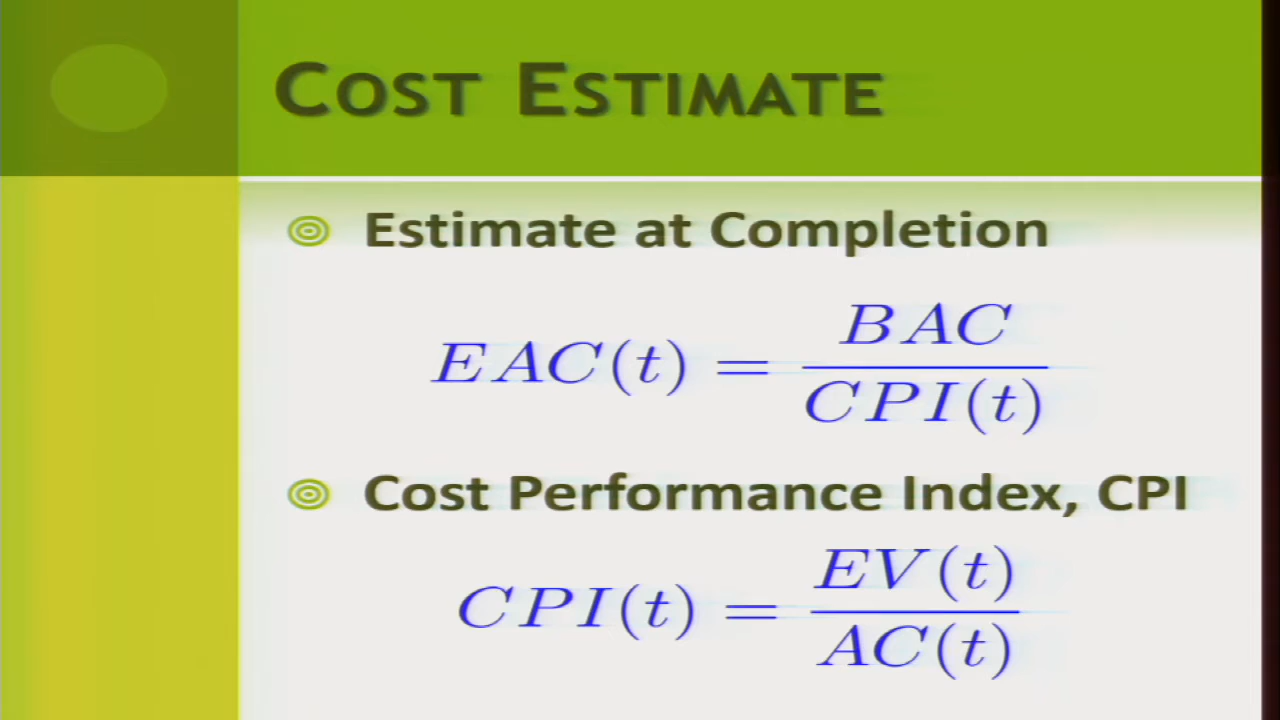 COST ESTIMATE
Estimate at Completion
EAC(t) = BAC / CPI(t)
Cost Performance Index, CPI
CPI(t) = EV(t) / AC(t)